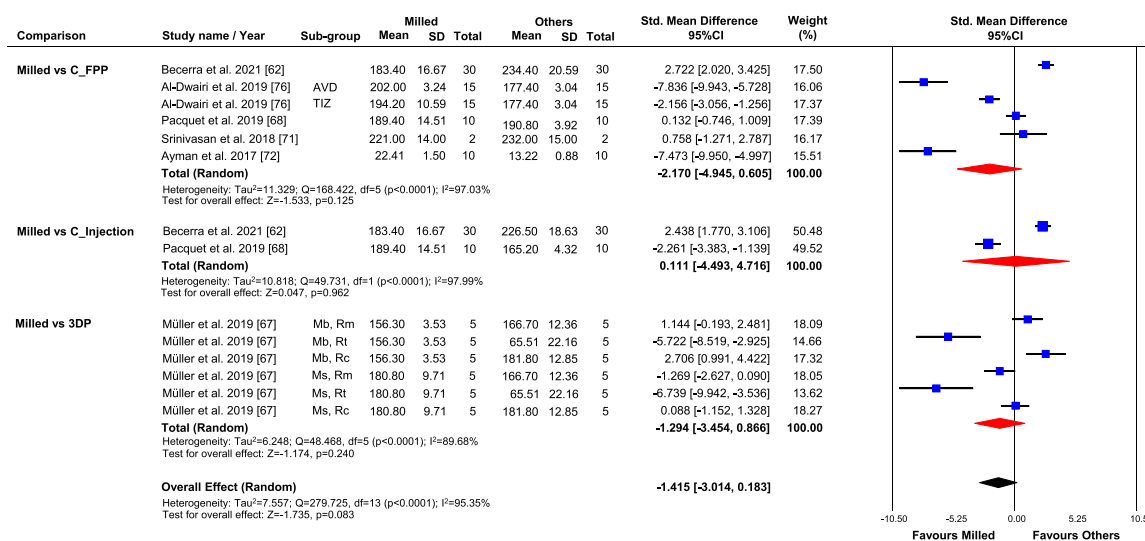 Milled Others Std. Mean Difference Weight Std. Mean Difference
Comparison Study name / Year Sub-group Mean SD Total Mean SD Total 95%CI (%) 95%CI
Milled vs C_FPP Becerra et al. 2021 [62] 183.40 16.67 30 234.40 20.59 30 2.722 [2.020, 3.425] 17.50
Al-Dwairi et al. 2019 [76] AVD 202.00 3.24 15 177.40 3.04 15 -7.836 [-9.943, -5.728] 16.06
Al-Dwairi et al. 2019 [76] TIZ 194.20 10.59 15 177.40 3.04 15 -2.156 [-3.056, -1.256] 17.37
Pacquet et al. 2019 [68] 189.40 14.51 10 190.80 3.92 10 0.132 [-0.746, 1.009] 17.39
Srinivasan et al. 2018 [71] 221.00 14.00 2 232.00 15.00 2 0.758 [-1.271, 2.787] 16.17
Ayman et al. 2017 [72] 22.41 1.50 10 13.22 0.88 10 -7.473 [-9.950, -4.997] 15.51
Total (Random) -2.170 [-4.945, 0.605] 100.00
Heterogeneity: Tau²=11.329; Q=168.422, df=5 (p<0.0001); I²=97.03%
Test for overall effect: Z=-1.533, p=0.125
Milled vs C_Injection Becerra et al. 2021 [62] 183.40 16.67 30 226.50 18.63 30 2.438 [1.770, 3.106] 50.48
Pacquet et al. 2019 [68] 189.40 14.51 10 165.20 4.32 10 -2.261 [-3.383, -1.139] 49.52
Total (Random) 0.111 [-4.493, 4.716] 100.00
Heterogeneity: Tau²=10.818; Q=49.731, df=1 (p<0.0001); I²=97.99%
Test for overall effect: Z=0.047, p=0.962
Milled vs 3DP Müller et al. 2019 [67] Mb, Rm 156.30 3.53 5 166.70 12.36 5 1.144 [-0.193, 2.481] 18.09
Müller et al. 2019 [67] Mb, Rt 156.30 3.53 5 65.51 22.16 5 -5.722 [-8.519, -2.925] 14.66
Müller et al. 2019 [67] Mb, Rc 156.30 3.53 5 181.80 12.85 5 2.706 [0.991, 4.422] 17.32
Müller et al. 2019 [67] Ms, Rm 180.80 9.71 5 166.70 12.36 5 -1.269 [-2.627, 0.090] 18.05
Müller et al. 2019 [67] Ms, Rt 180.80 9.71 5 65.51 22.16 5 -6.739 [-9.942, -3.536] 13.62
Müller et al. 2019 [67] Ms, Rc 180.80 9.71 5 181.80 12.85 5 0.088 [-1.152, 1.328] 18.27
Total (Random) -1.294 [-3.454, 0.866] 100.00
Heterogeneity: Tau²=6.248; Q=48.468, df=5 (p<0.0001); I²=89.68%
Test for overall effect: Z=-1.174, p=0.240
Overall Effect (Random) -1.415 [-3.014, 0.183]
Heterogeneity: Tau²=7.557; Q=279.725, df=13 (p<0.0001); I²=95.35%
Test for overall effect: Z=-1.735, p=0.083
-10.50 -5.25 0.00 5.25 10.5
Favours Milled Favours Others